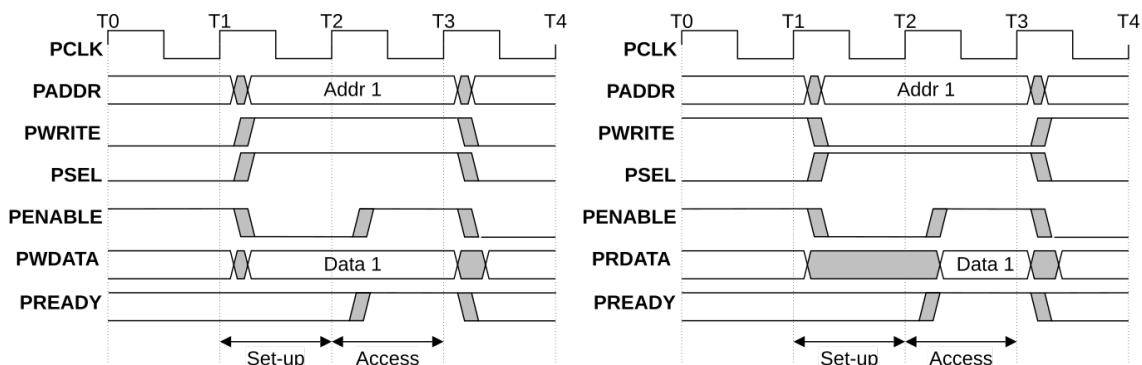 T0 T1 T2 T3 T4
PCLK
PADDR Addr 1
PWRITE
PSEL
PENABLE
PWDATA Data 1
PREADY
Set-up Access
T0 T1 T2 T3 T4
PCLK
PADDR Addr 1
PWRITE
PSEL
PENABLE
PRDATA Data 1
PREADY
Set-up Access